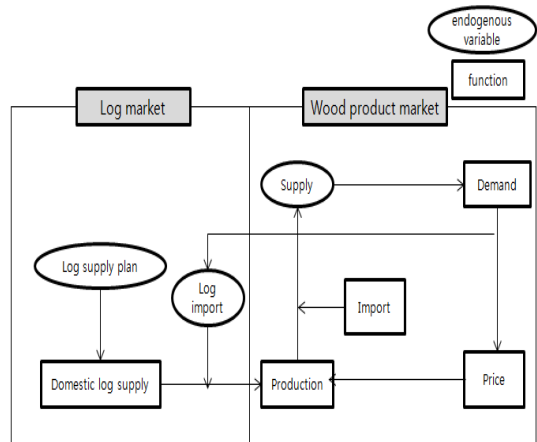 endogenous
variable
function
Log market
Wood product market
Supply
Demand
Log supply plan
Log
import
Import
Domestic log supply
Production
Price